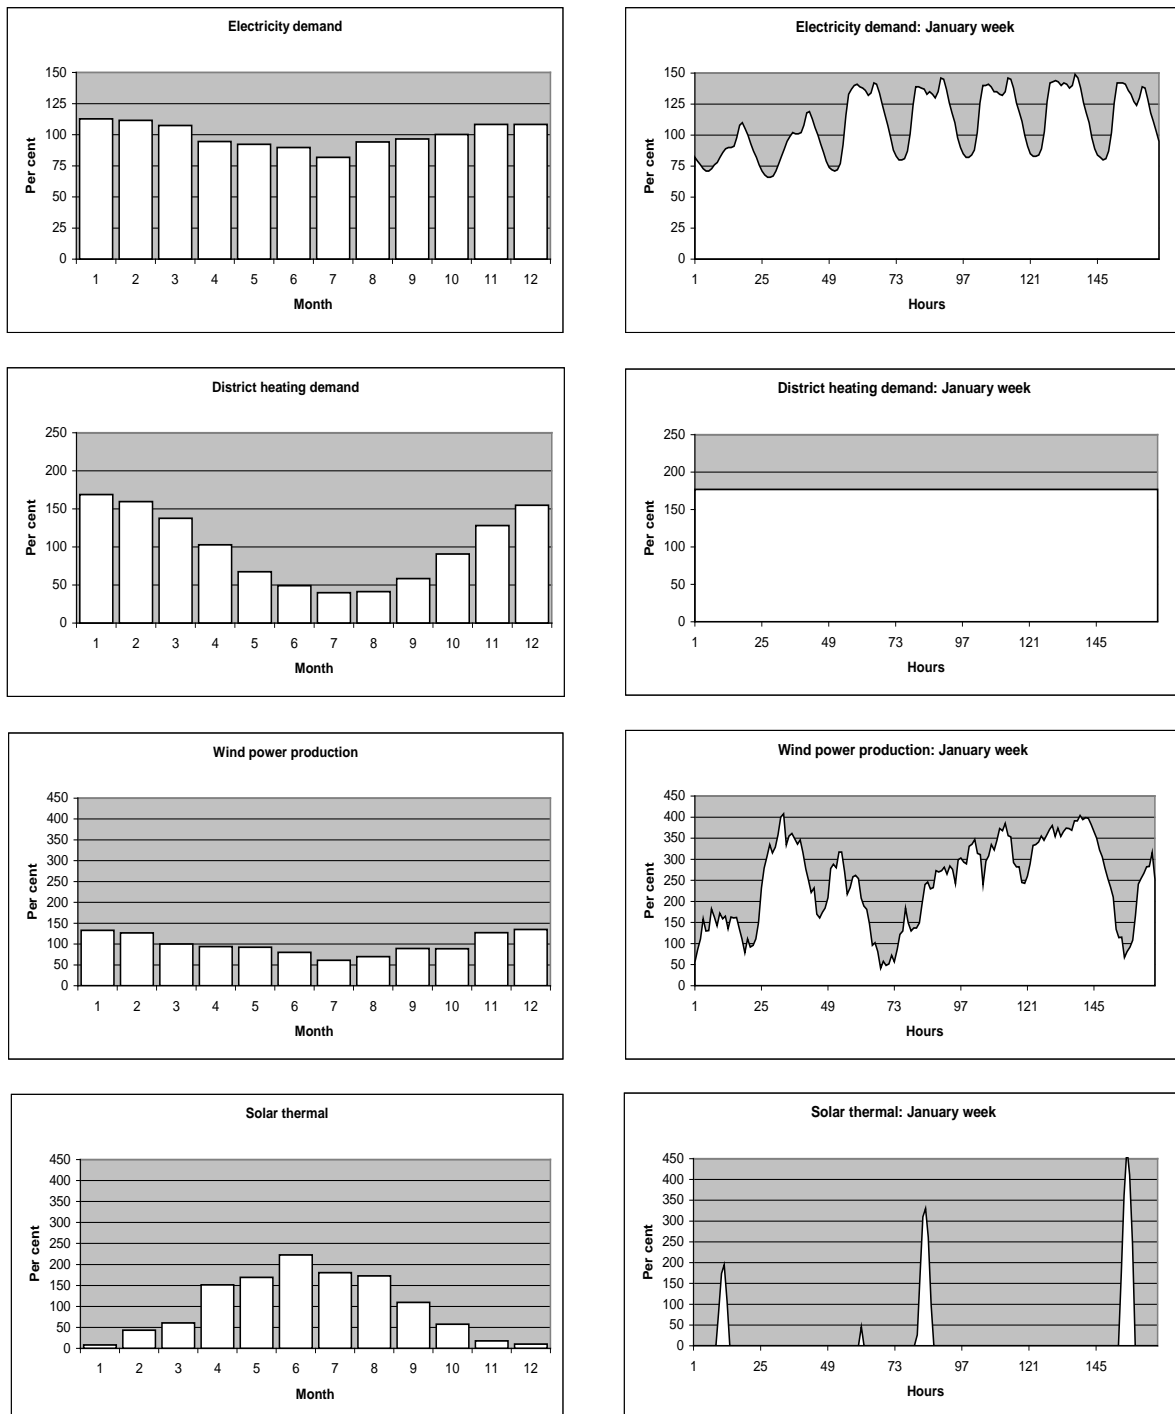 Electricity demand
150
125
100
75
50
25
0
Per cent
1 2 3 4 5 6 7 8 9 10 11 12
Month
Electricity demand: January week
150
125
100
75
50
25
0
Per cent
1 25 49 73 97 121 145
Hours
District heating demand
250
200
150
100
50
0
Per cent
1 2 3 4 5 6 7 8 9 10 11 12
Month
District heating demand: January week
250
200
150
100
50
0
Per cent
1 25 49 73 97 121 145
Hours
Wind power production
450
400
350
300
250
200
150
100
50
0
Per cent
1 2 3 4 5 6 7 8 9 10 11 12
Month
Wind power production: January week
450
400
350
300
250
200
150
100
50
0
Per cent
1 25 49 73 97 121 145
Hours
Solar thermal
450
400
350
300
250
200
150
100
50
0
Per cent
1 2 3 4 5 6 7 8 9 10 11 12
Month
Solar thermal: January week
450
400
350
300
250
200
150
100
50
0
Per cent
1 25 49 73 97 121 145
Hours